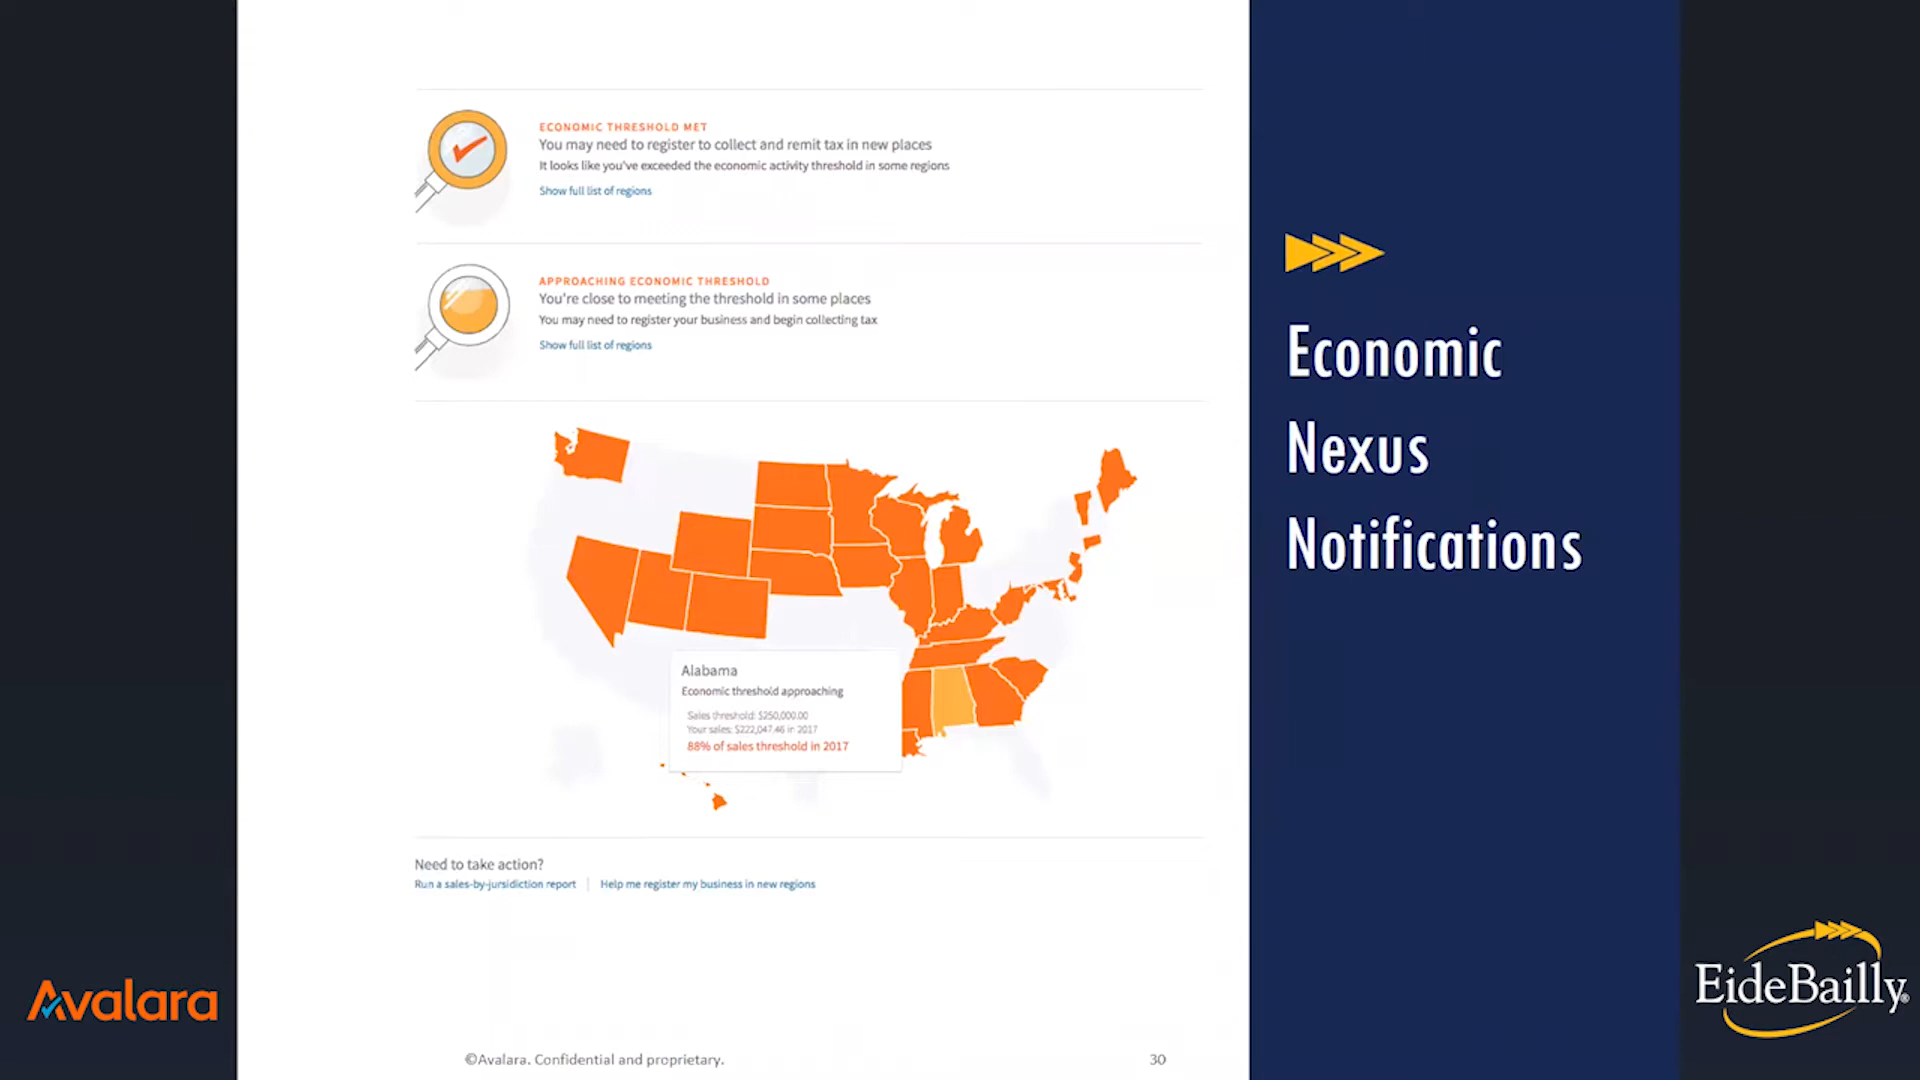 ECONOMIC THRESHOLD MET
You may need to register to collect and remit tax in new places
It looks like you've exceeded the economic activity threshold in some regions
Show full list of regions
APPROACHING ECONOMIC THRESHOLD
You're close to meeting the threshold in some places
You may need to register your business and begin collecting tax
Show full list of regions
Alabama
Economic threshold approaching
Sales threshold: $250,000.00
Your sales: $222,047.46 in 2017
88% of sales threshold in 2017
Need to take action?
Run a sales-by-jursidiction report
Help me register my business in new regions
©Avalara. Confidential and proprietary.
30
Economic
Nexus
Notifications
Avalara
EideBailly®